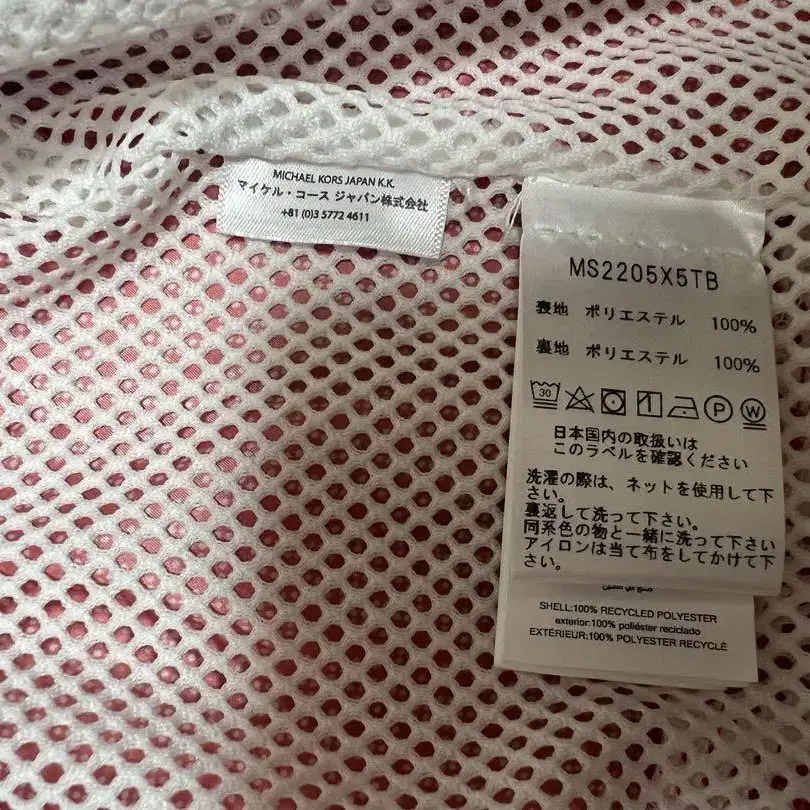 MICHAEL KORS JAPAN K.K.
マイケル・コース ジャパン株式会社
+81 (0)3 5772 4611
MS2205X5TB
表地 ポリエステル 100%
裏地 ポリエステル 100%
30
P W
日本国内の取扱いは
このラベルを確認ください
洗濯の際は、ネットを使用して下
さい。
裏返して洗って下さい。
同系色の物と一緒に洗って下さい
アイロンは当て布をしてかけて下
さい。
SHELL:100% RECYCLED POLYESTER
exterior:100% poliéster reciclado
EXTÉRIEUR:100% POLYESTER RECYCLÉ